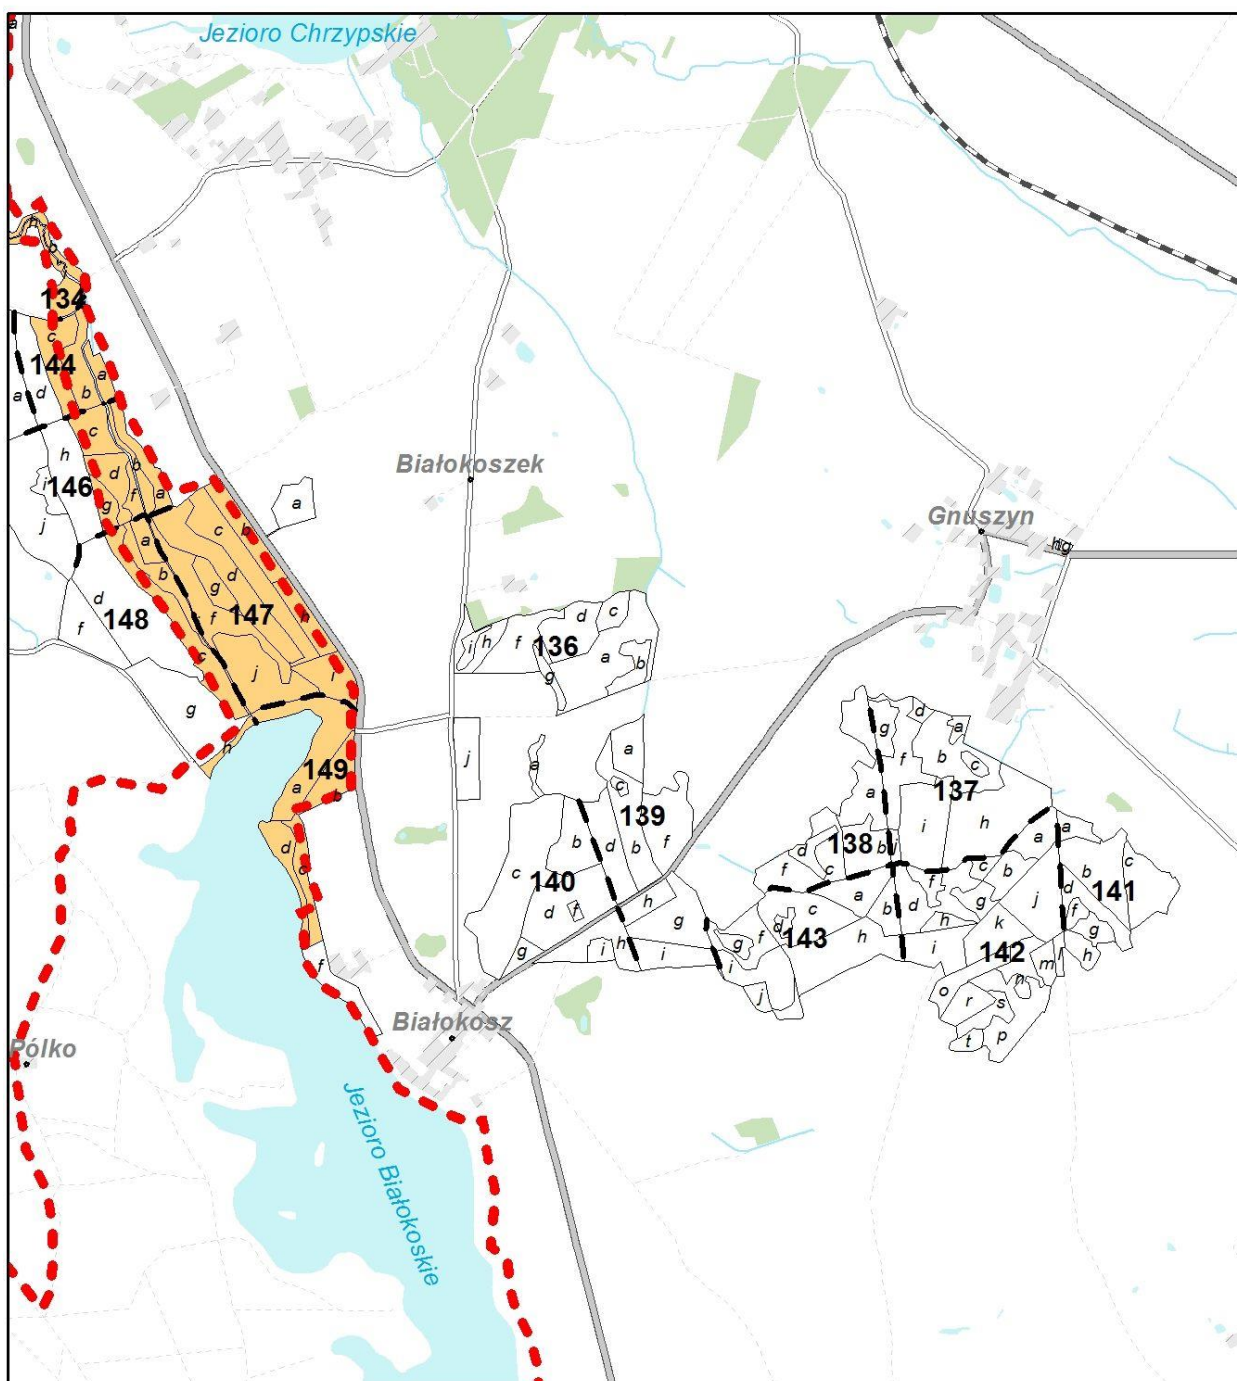 Jezioro Chrzypskie
a
h
b
134
c
144
a
d
b
a
c
h
d
b
i
146
g
f
a
j
a
c
b
a
b
d
g
d
148
f
147
h
f
c
j
i
g
h
149
a
b
d
c
f
Białokoszek
Gnuszyn
h
g
d
c
i
h
f
136
a
b
g
j
a
a
c
139
b
d
b
f
c
140
d
f
h
g
g
i
h
i
d
a
g
f
b
c
a
137
i
h
d
138
b
i
f
c
a
a
c
b
c
b
f
a
d
141
c
b
d
g
j
f
d
f
143
h
h
k
g
g
i
i
142
l
h
m
n
j
o
r
s
t
p
Białokosz
Pólko
Jezioro Białokoskie